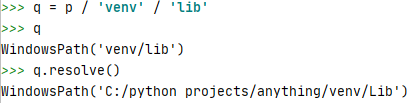 >>> q = p / 'venv' / 'lib'
>>> q
WindowsPath('venv/lib')
>>> q.resolve()
WindowsPath('C:/python projects/anything/venv/Lib')